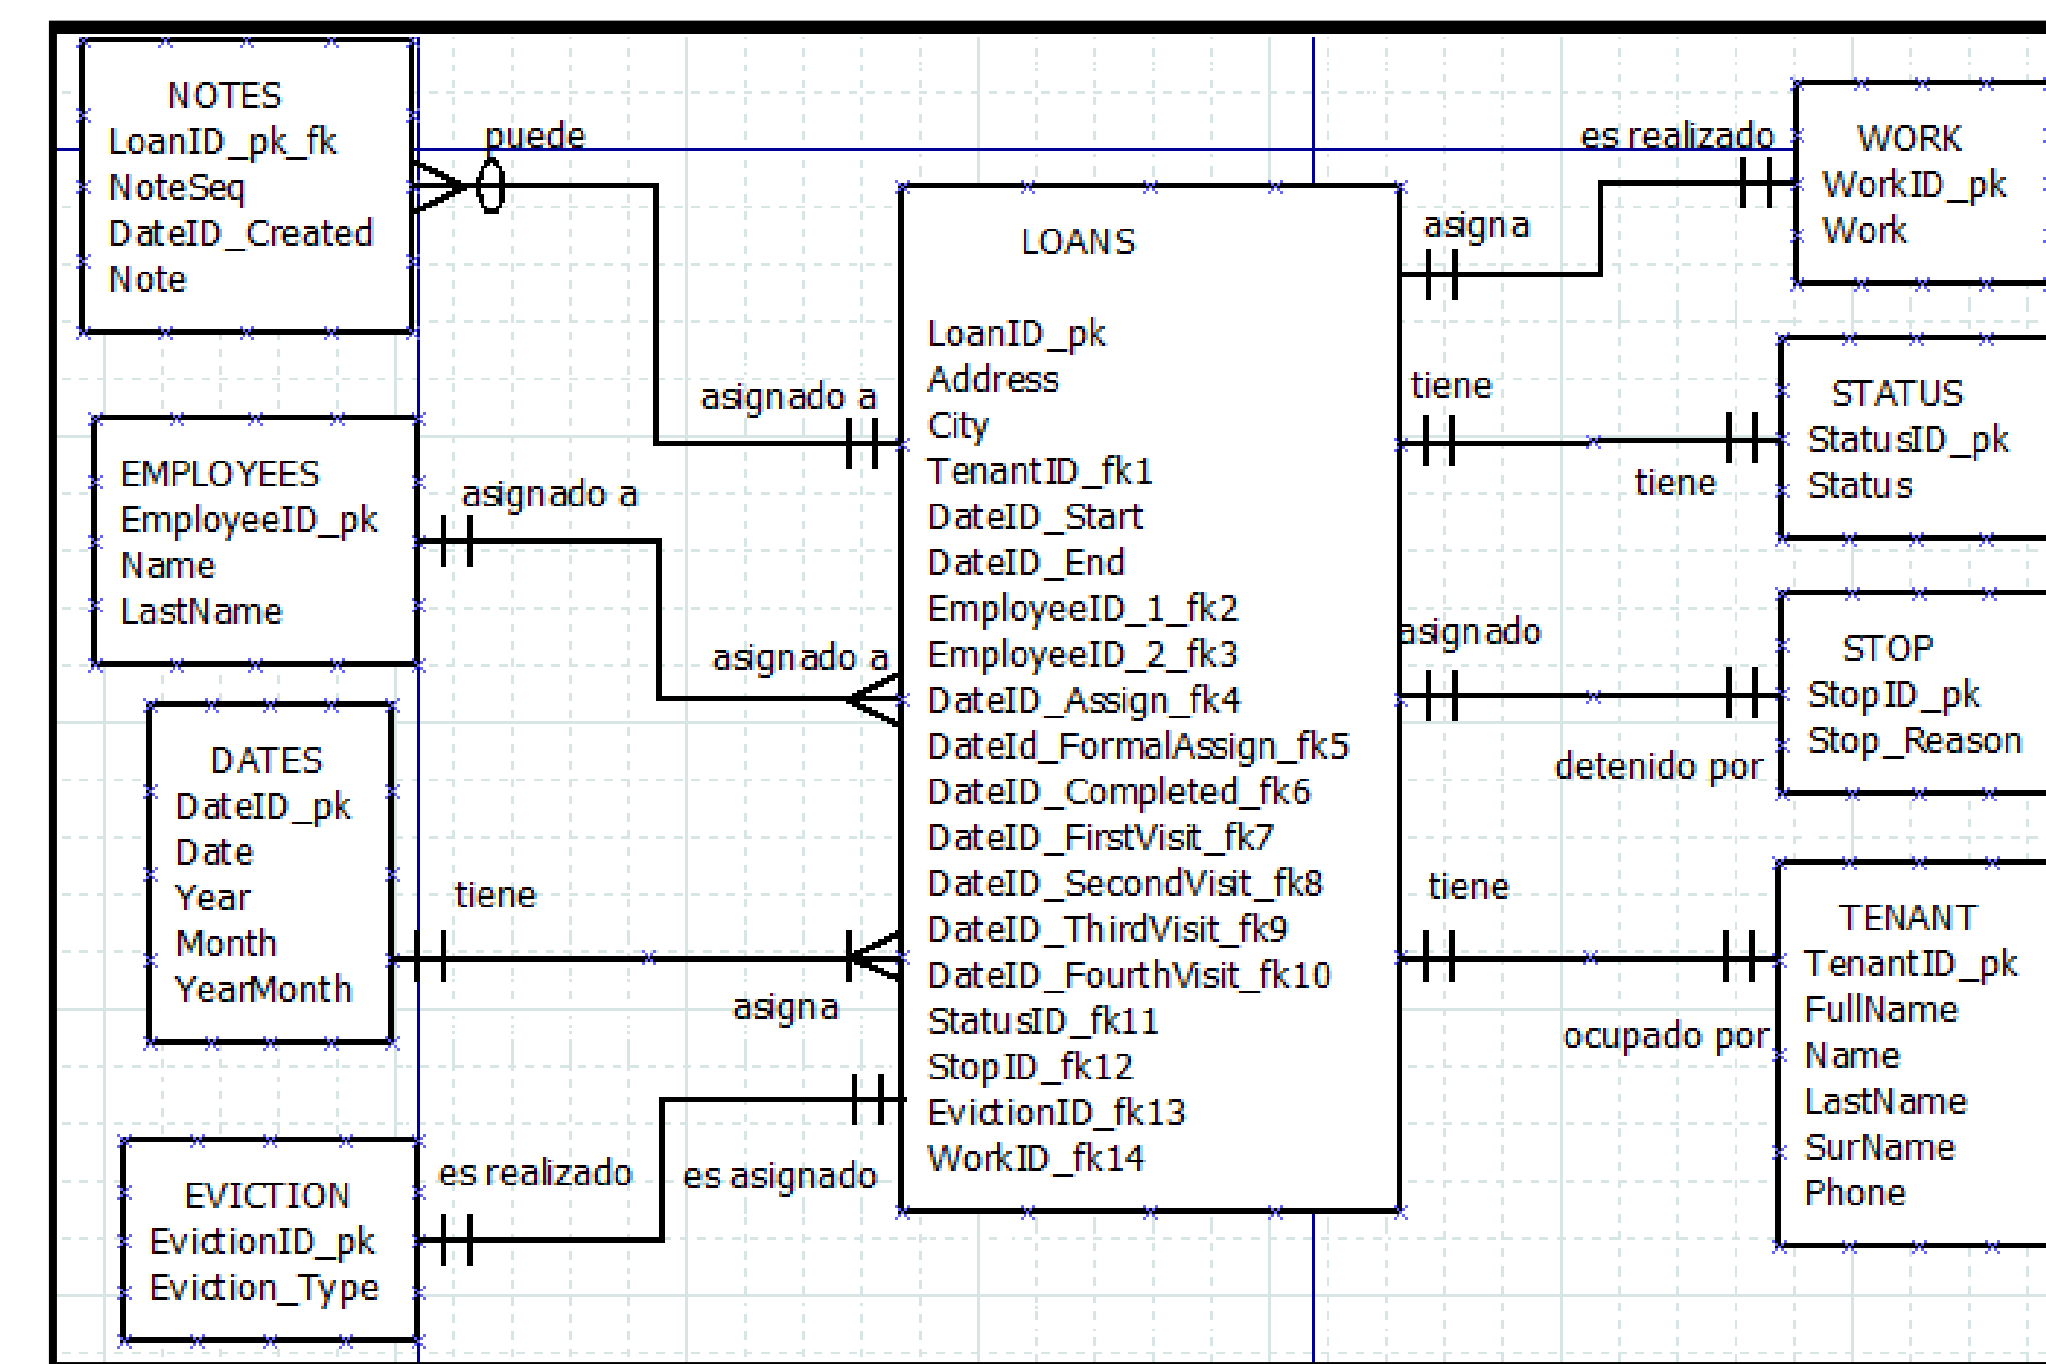 NOTES
LoanID_pk_fk
NoteSeq
DateID_Created
Note
puede
asignado a
EMPLOYEES
EmployeeID_pk
Name
LastName
asignado a
asignado a
DATES
DateID_pk
Date
Year
Month
YearMonth
tiene
asigna
EVICTION
EvictionID_pk
Eviction_Type
es realizado
es asignado
LOANS
LoanID_pk
Address
City
TenantID_fk1
DateID_Start
DateID_End
EmployeeID_1_fk2
EmployeeID_2_fk3
DateID_Assign_fk4
DateId_FormalAssign_fk5
DateID_Completed_fk6
DateID_FirstVisit_fk7
DateID_SecondVisit_fk8
DateID_ThirdVisit_fk9
DateID_FourthVisit_fk10
StatusID_fk11
StopID_fk12
EvictionID_fk13
WorkID_fk14
asigna
es realizado
WORK
WorkID_pk
Work
tiene
tiene
STATUS
StatusID_pk
Status
asignado
detenido por
STOP
StopID_pk
Stop_Reason
tiene
ocupado por
TENANT
TenantID_pk
FullName
Name
LastName
SurName
Phone